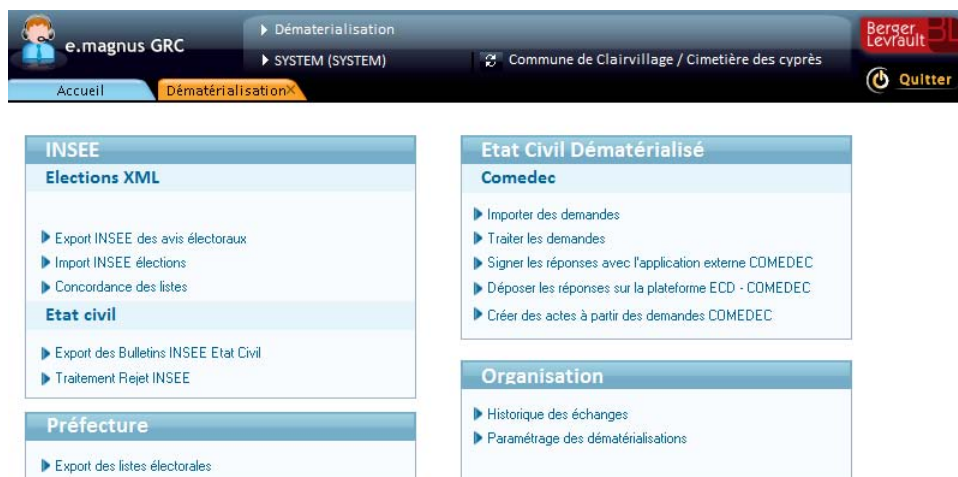 e.magnus GRC
Dématerialisation
SYSTEM (SYSTEM)
Commune de Clairvillage / Cimetière des cyprès
Berger
Levrault
Quitter
Accueil
Dématérialisation
INSEE
Elections XML
Export INSEE des avis électoraux
Import INSEE élections
Concordance des listes
Etat civil
Export des Bulletins INSEE Etat Civil
Traitement Rejet INSEE
Préfecture
Export des listes électorales
Etat Civil Dématérialisé
Comedec
Importer des demandes
Traiter les demandes
Signer les réponses avec l'application externe COMEDEC
Déposer les réponses sur la plateforme ECD - COMEDEC
Créer des actes à partir des demandes COMEDEC
Organisation
Historique des échanges
Paramétrage des dématérialisations